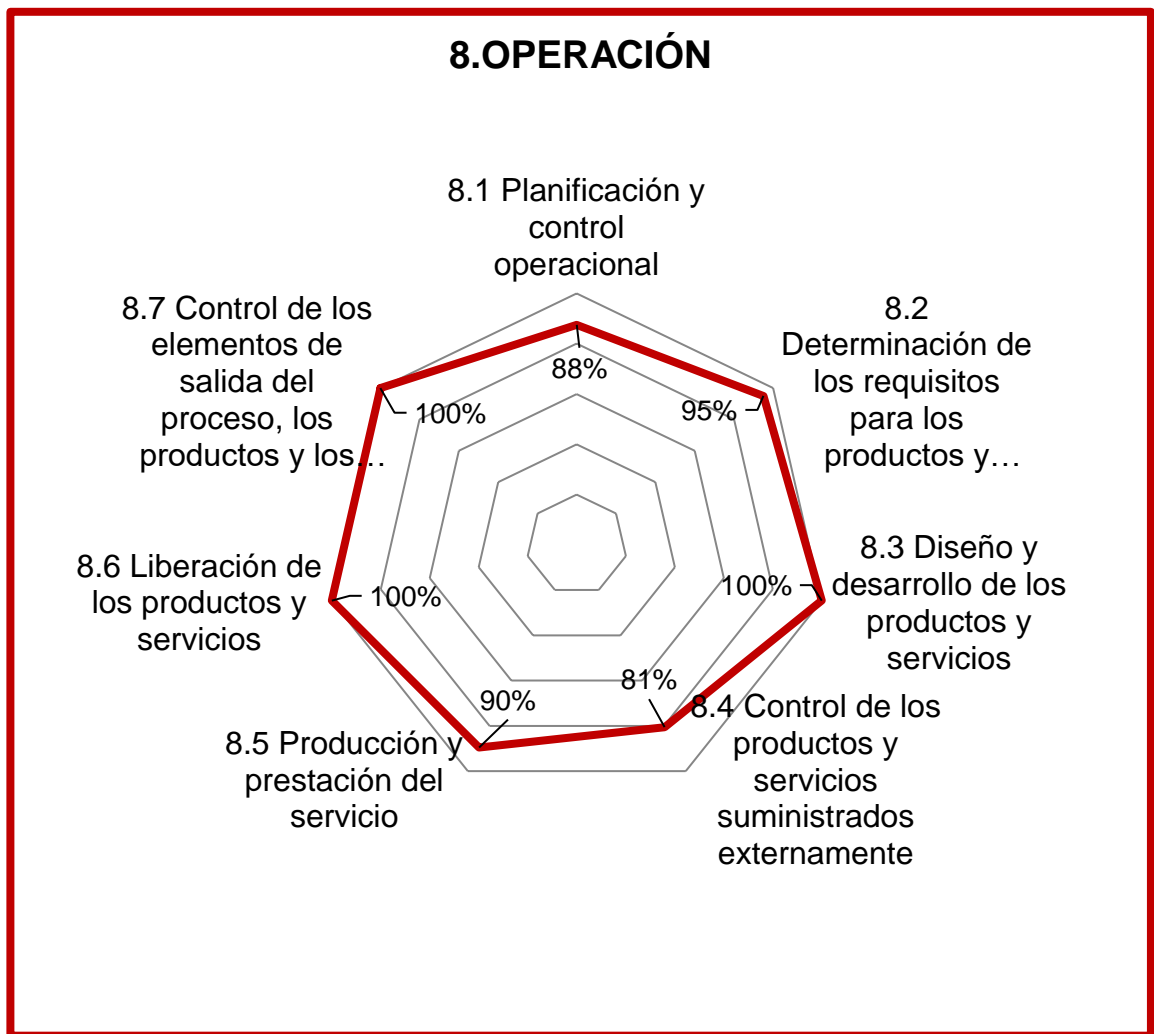 8.OPERACIÓN
8.1 Planificación y
control
operacional
88%
8.2
Determinación de
los requisitos
para los
productos y…
95%
8.3 Diseño y
desarrollo de los
productos y
servicios
100%
8.4 Control de los
productos y
servicios
suministrados
externamente
81%
8.5 Producción y
prestación del
servicio
90%
8.6 Liberación de
los productos y
servicios
100%
8.7 Control de los
elementos de
salida del
proceso, los
productos y los…
100%